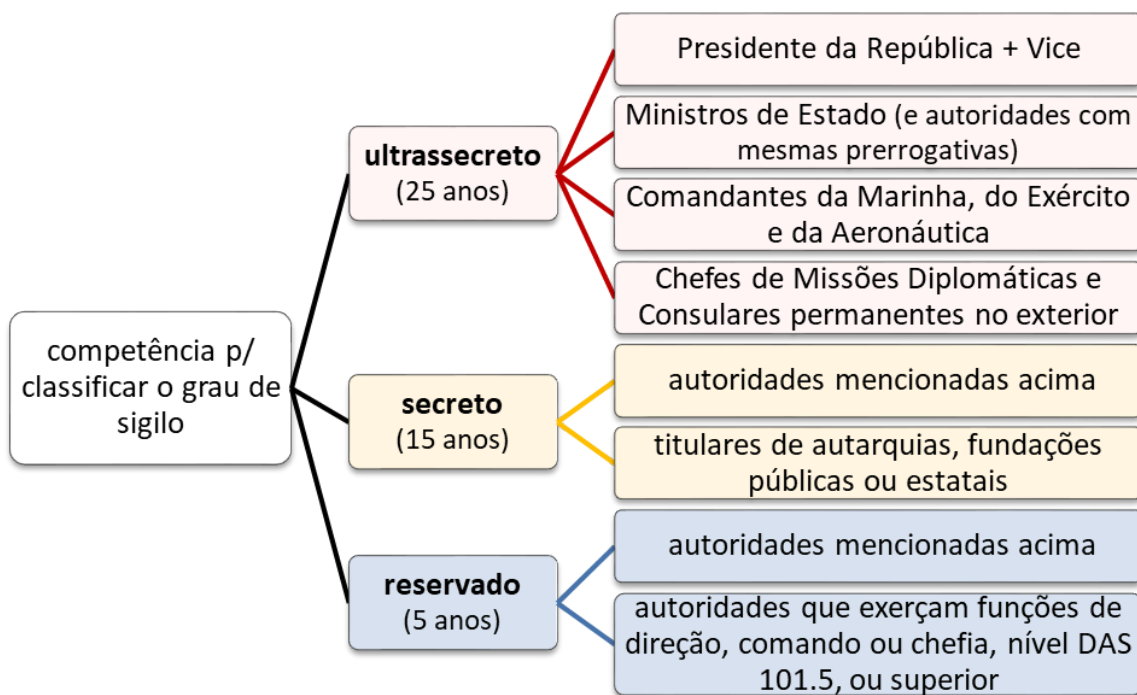 competência p/
classificar o grau de
sigilo
ultrassecreto
(25 anos)
Presidente da República + Vice
Ministros de Estado (e autoridades com
mesmas prerrogativas)
Comandantes da Marinha, do Exército
e da Aeronáutica
Chefes de Missões Diplomáticas e
Consulares permanentes no exterior
secreto
(15 anos)
autoridades mencionadas acima
titulares de autarquias, fundações
públicas ou estatais
reservado
(5 anos)
autoridades mencionadas acima
autoridades que exerçam funções de
direção, comando ou chefia, nível DAS
101.5, ou superior